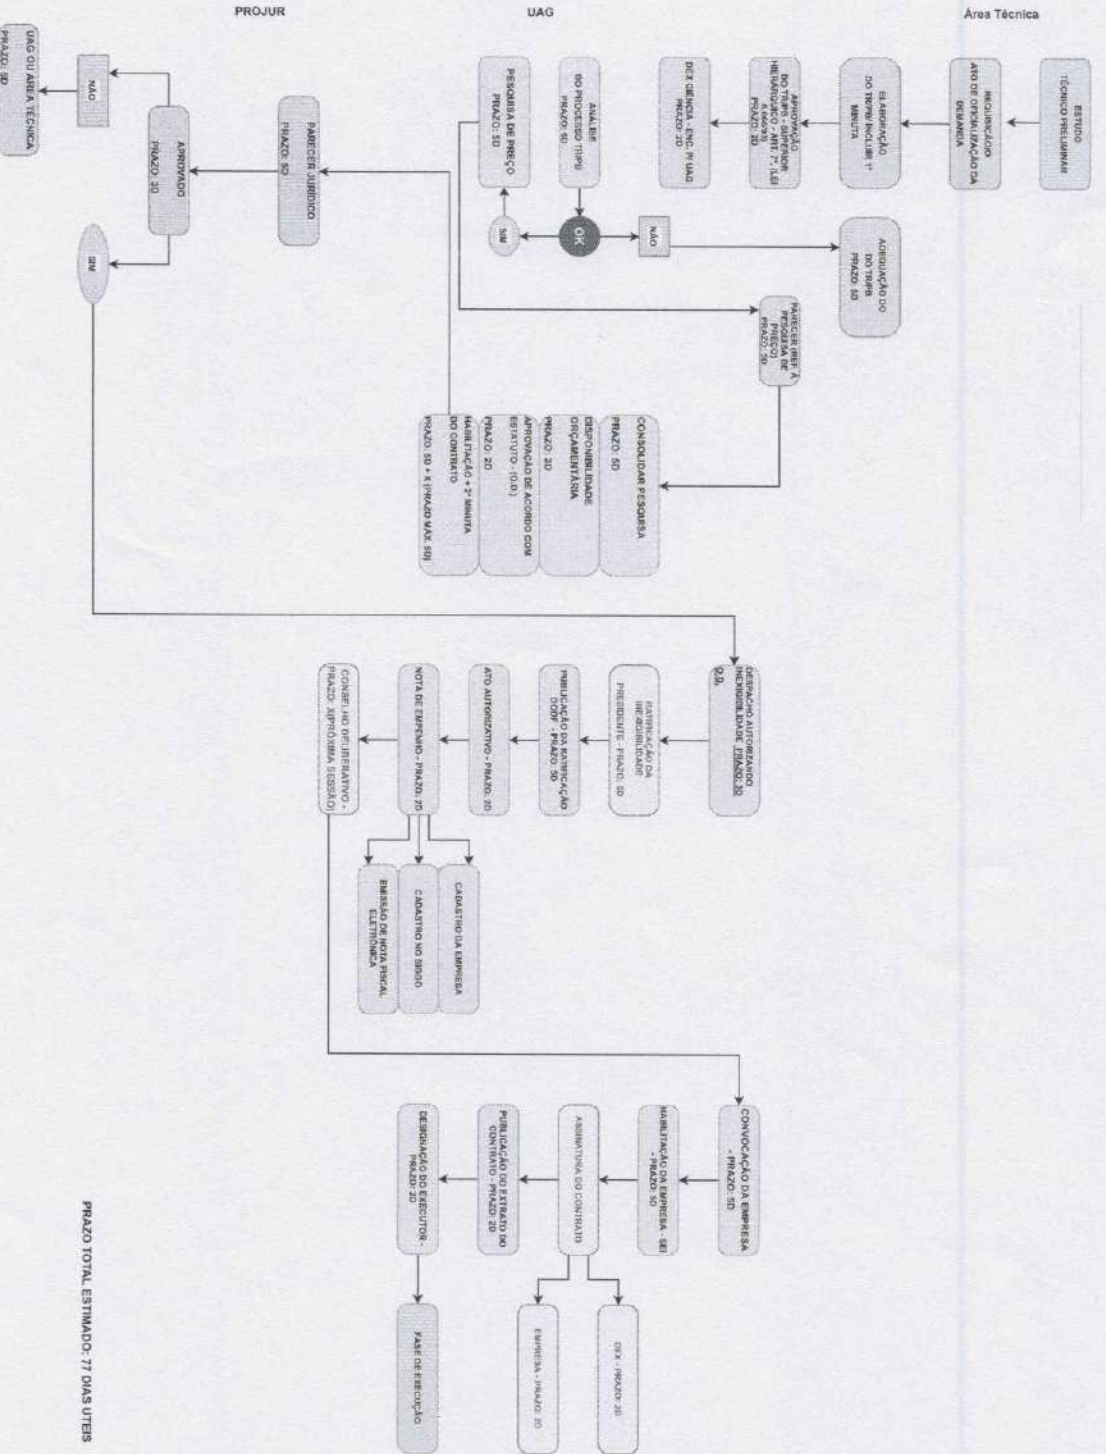 PROJUR
UAG
Área Técnica
ESTUDO
TÉCNICO PRELIMINAR
REQUISIÇÃO/
ATO DE OFICIALIZAÇÃO DA
DEMANDA
ELABORAÇÃO
DO TR/PB/ INCLUIR 1ª
MINUTA
APROVAÇÃO
DO TR/PB - SUPERIOR
HIERÁRQUICO - ART. 7º, (LEI
8.666/93)
PRAZO: 2D
DEX CIÊNCIA - ENC. P/ UAG
PRAZO: 2D
ANÁLISE
DO PROCESSO TR/PB
PRAZO: 5D
OK
NÃO
SIM
ADEQUAÇÃO DO
DO TR/PB
PRAZO: 5D
PESQUISA DE PREÇO
PRAZO: 5D
PARECER (REF. À
PESQUISA DE
PREÇO)
PRAZO: 5D
CONSOLIDAR PESQUISA
PRAZO: 5D
DISPONIBILIDADE
ORÇAMENTÁRIA
PRAZO: 3D
APROVAÇÃO DE ACORDO COM
ESTATUTO - (O.D.)
PRAZO: 2D
HABILITAÇÃO + 2ª MINUTA
DO CONTRATO
PRAZO: 5D + X (PRAZO MÁX. 5D)
PARECER JURÍDICO
PRAZO: 5D
APROVADO
PRAZO: 3D
NÃO
SIM
UAG OU ÁREA TÉCNICA
PRAZO: 5D
DESPACHO AUTORIZANDO
INEXIGIBILIDADE PRAZO: 3D
O.D.
RATIFICAÇÃO DA
INEXIGIBILIDADE
PRESIDENTE - PRAZO: 5D
PUBLICAÇÃO DA RATIFICAÇÃO
DODF - PRAZO: 5D
ATO AUTORIZATIVO - PRAZO: 2D
NOTA DE EMPENHO - PRAZO: 2D
CADASTRO DA EMPRESA
CADASTRO NO SIGGO
EMISSÃO DE NOTA FISCAL
ELETRÔNICA
CONSELHO DELIBERATIVO -
PRAZO: X(PRÓXIMA SESSÃO)
CONVOCAÇÃO DA EMPRESA
- PRAZO: 5D
HABILITAÇÃO DA EMPRESA - SEI
- PRAZO: 5D
ASSINATURA DO CONTRATO
DEX - PRAZO: 2D
EMPRESA - PRAZO: 2D
PUBLICAÇÃO DO EXTRATO DO
CONTRATO - PRAZO: 2D
DESIGNAÇÃO DO EXECUTOR -
PRAZO: 2D
FASE DE EXECUÇÃO
PRAZO TOTAL ESTIMADO: 77 DIAS UTEIS